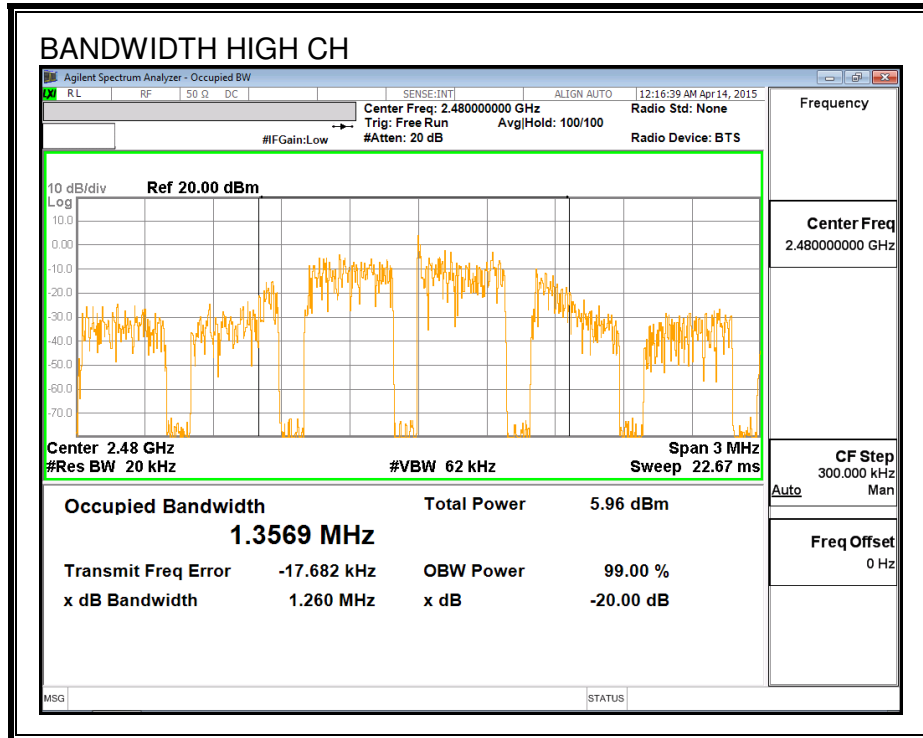 BANDWIDTH HIGH CH
Agilent Spectrum Analyzer - Occupied BW
LXI RL RF 50 Ω DC SENSE:INT ALIGN AUTO 12:16:39 AM Apr 14, 2015
Center Freq: 2.480000000 GHz Radio Std: None
Trig: Free Run Avg|Hold: 100/100
#IFGain:Low #Atten: 20 dB Radio Device: BTS
10 dB/div Ref 20.00 dBm
Log
10.0
0.00
-10.0
-20.0
-30.0
-40.0
-50.0
-60.0
-70.0
Center 2.48 GHz Span 3 MHz
#Res BW 20 kHz #VBW 62 kHz Sweep 22.67 ms
Occupied Bandwidth Total Power 5.96 dBm
1.3569 MHz
Transmit Freq Error -17.682 kHz OBW Power 99.00 %
x dB Bandwidth 1.260 MHz x dB -20.00 dB
MSG STATUS
Frequency
Center Freq
2.480000000 GHz
CF Step
300.000 kHz
Auto Man
Freq Offset
0 Hz